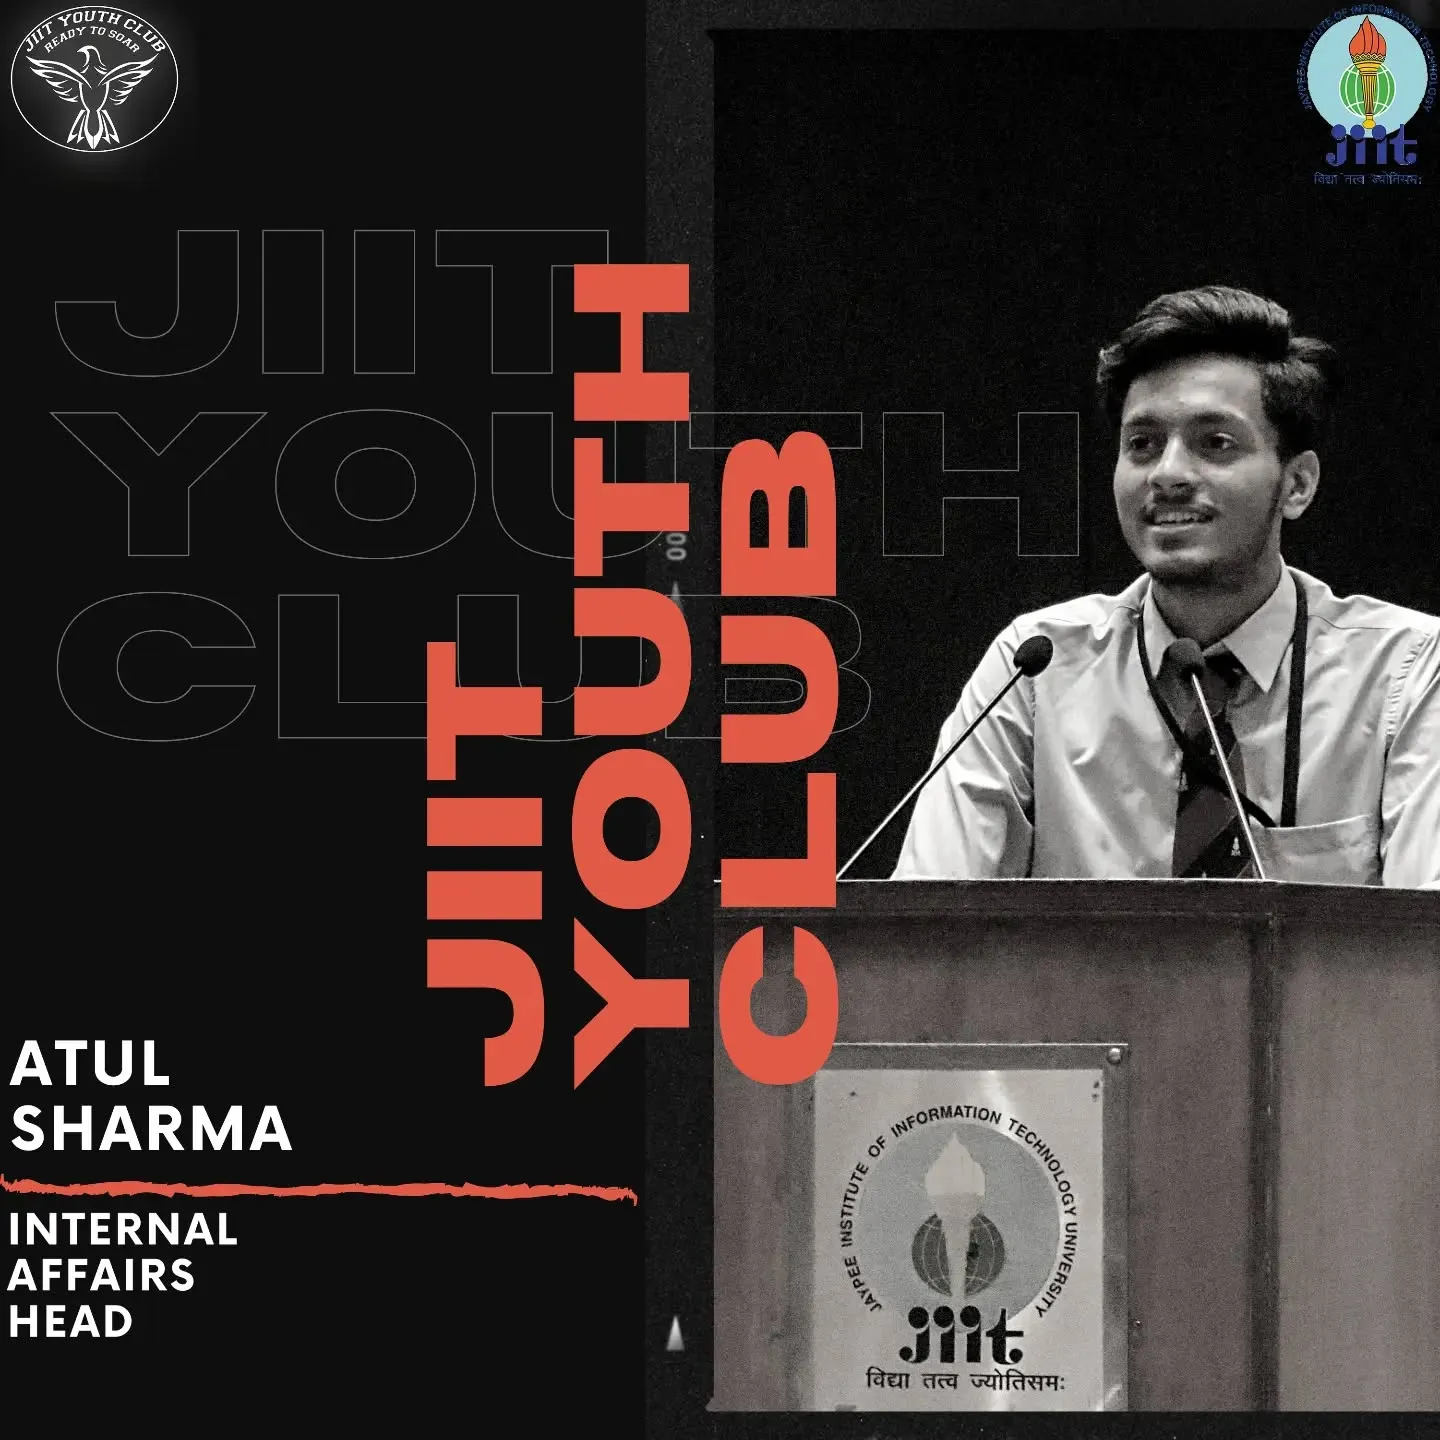 JIIT YOUTH CLUB
READY TO SOAR
JAYPEE INSTITUTE OF INFORMATION TECHNOLOGY
jiit
विद्या तत्व ज्योतिसमः
JIIT
YOUTH
CLUB
JIIT
YOUTH
CLUB
00
ATUL
SHARMA
INTERNAL
AFFAIRS
HEAD
JAYPEE INSTITUTE OF INFORMATION TECHNOLOGY UNIVERSITY
jiit
विद्या तत्व ज्योतिसमः